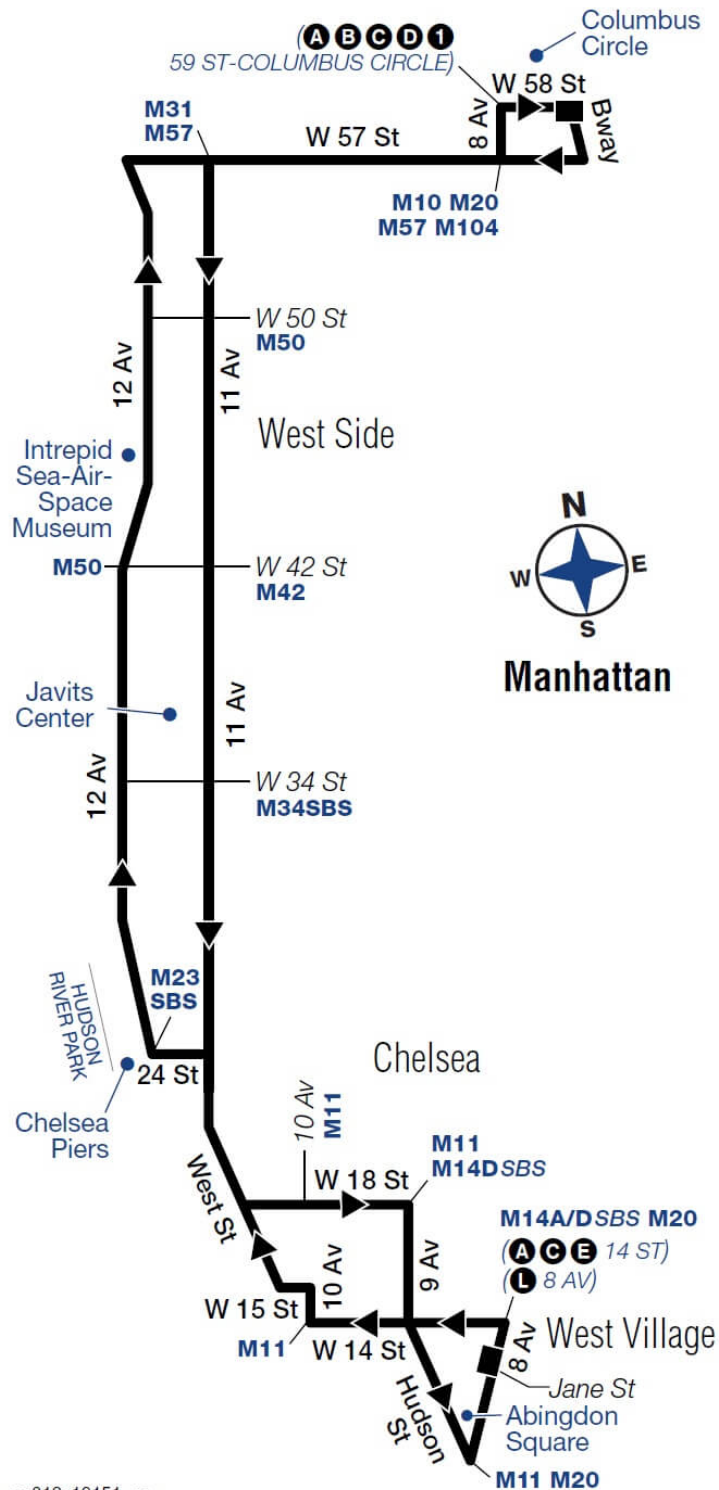 Columbus
Circle
(A B C D 1
59 ST-COLUMBUS CIRCLE)
W 58 St
8 Av
Bway
M31
M57
W 57 St
M10 M20
M57 M104
W 50 St
M50
12 Av
11 Av
West Side
Intrepid
Sea-Air-
Space
Museum
N
W
E
S
M50
W 42 St
M42
Manhattan
Javits
Center
11 Av
12 Av
W 34 St
M34SBS
HUDSON
RIVER PARK
M23
SBS
24 St
Chelsea
Chelsea
Piers
10 Av
M11
M11
M14DSBS
West St
W 18 St
M14A/DSBS M20
(A C E 14 ST)
(L 8 AV)
10 Av
9 Av
W 15 St
M11
W 14 St
8 Av
West Village
Jane St
Hudson
St
Abingdon
Square
M11 M20